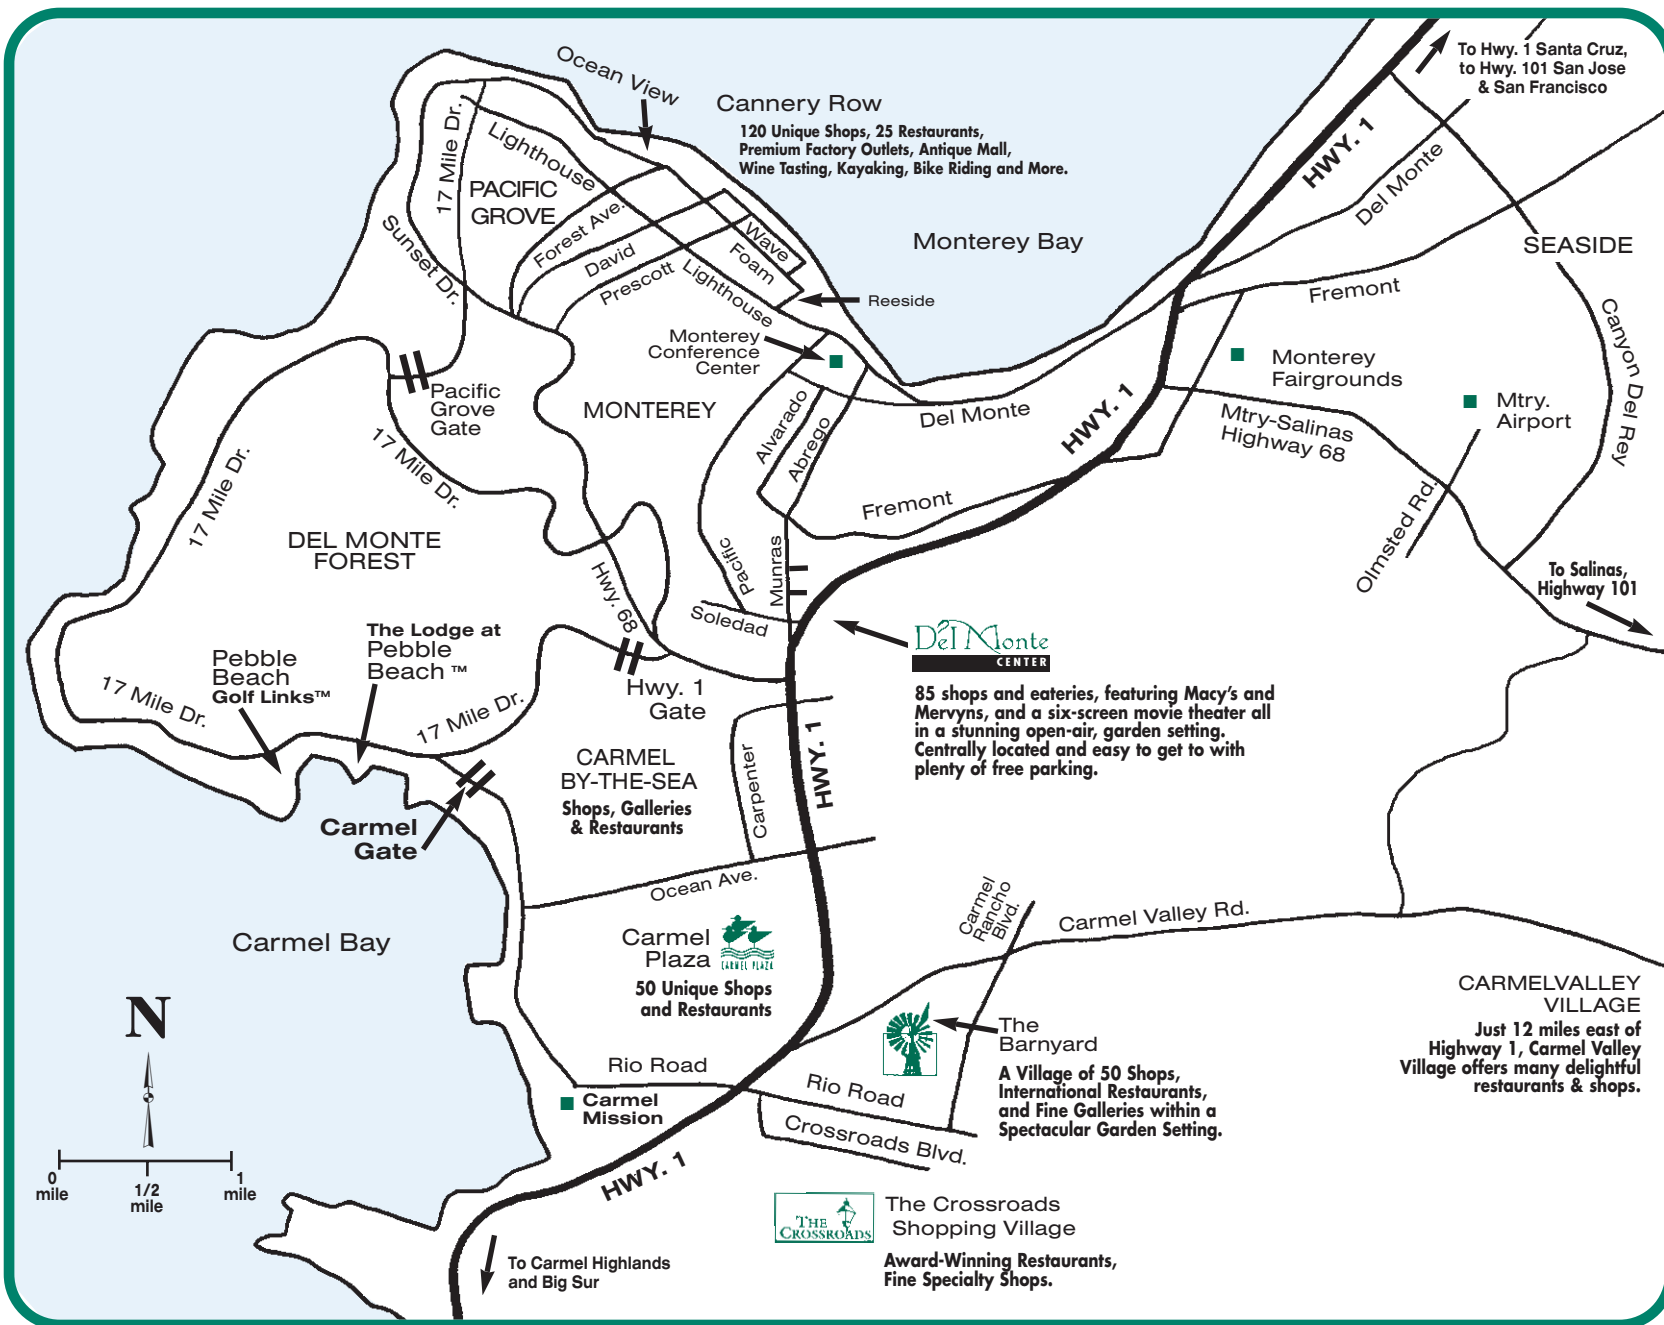 Ocean View
Cannery Row
120 Unique Shops, 25 Restaurants,
Premium Factory Outlets, Antique Mall,
Wine Tasting, Kayaking, Bike Riding and More.
To Hwy. 1 Santa Cruz,
to Hwy. 101 San Jose
& San Francisco
HWY. 1
Del Monte
17 Mile Dr.
Lighthouse
PACIFIC
GROVE
Sunset Dr.
Forest Ave.
David
Prescott
Wave
Foam
Lighthouse
Reeside
Monterey Bay
SEASIDE
Fremont
Canyon Del Rey
Monterey
Conference
Center
Monterey
Fairgrounds
Mtry.
Airport
Mtry-Salinas
Highway 68
Olmsted Rd.
To Salinas,
Highway 101
Pacific
Grove
Gate
MONTEREY
Alvarado
Abrego
Del Monte
HWY. 1
Fremont
17 Mile Dr.
17 Mile Dr.
DEL MONTE
FOREST
Hwy. 68
Pacific
Munras
Soledad
Del Monte
CENTER
85 shops and eateries, featuring Macy's and
Mervyns, and a six-screen movie theater all
in a stunning open-air, garden setting.
Centrally located and easy to get to with
plenty of free parking.
The Lodge at
Pebble
Beach ™
Pebble
Beach
Golf Links™
17 Mile Dr.
17 Mile Dr.
Hwy. 1
Gate
CARMEL
BY-THE-SEA
Shops, Galleries
& Restaurants
Carpenter
HWY. 1
Carmel
Gate
Ocean Ave.
Carmel Bay
Carmel
Plaza
CARMEL PLAZA
50 Unique Shops
and Restaurants
Carmel
Rancho
Blvd.
Carmel Valley Rd.
CARMELVALLEY
VILLAGE
Just 12 miles east of
Highway 1, Carmel Valley
Village offers many delightful
restaurants & shops.
The
Barnyard
A Village of 50 Shops,
International Restaurants,
and Fine Galleries within a
Spectacular Garden Setting.
Rio Road
Rio Road
Crossroads Blvd.
Carmel
Mission
HWY. 1
N
0
mile
1/2
mile
1
mile
THE
CROSSROADS
The Crossroads
Shopping Village
Award-Winning Restaurants,
Fine Specialty Shops.
To Carmel Highlands
and Big Sur